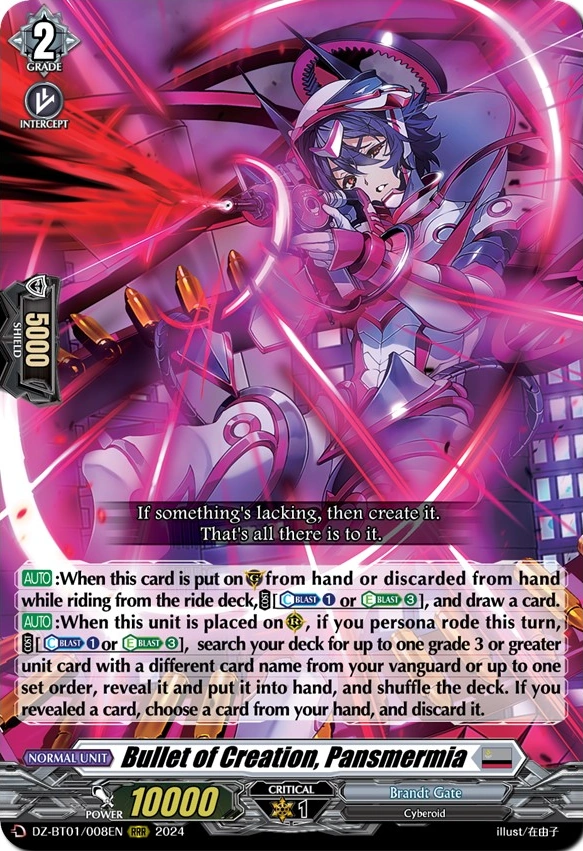 2
GRADE
INTERCEPT
5000
SHIELD
If something's lacking, then create it.
That's all there is to it.
AUTO :When this card is put on G from hand or discarded from hand
while riding from the ride deck, COST [C BLAST 1 or E BLAST 3], and draw a card.
AUTO :When this unit is placed on R, if you persona rode this turn,
COST [C BLAST 1 or E BLAST 3], search your deck for up to one grade 3 or greater
unit card with a different card name from your vanguard or up to one
set order, reveal it and put it into hand, and shuffle the deck. If you
revealed a card, choose a card from your hand, and discard it.
NORMAL UNIT Bullet of Creation, Pansmermia
POWER 10000 CRITICAL 1 Brandt Gate
Cyberoid
D DZ-BT01/008EN RRR 2024 illust/在由子